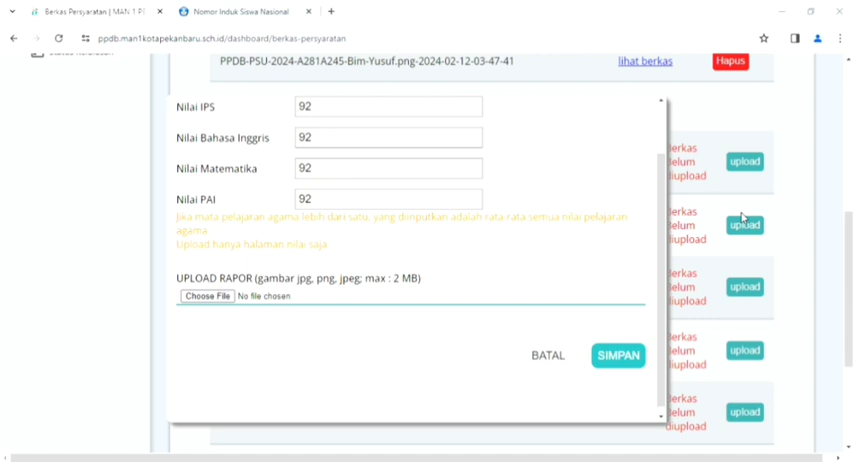 Berkas Persyaratan | MAN 1 PE
Nomor Induk Siswa Nasional
ppdb.man1kotapekanbaru.sch.id/dashboard/berkas-persyaratan
PPDB-PSU-2024-A281A245-Bim-Yusuf.png-2024-02-12-03-47-41
lihat berkas
Hapus
Nilai IPS
92
Nilai Bahasa Inggris
92
Nilai Matematika
92
Nilai PAI
92
Jika mata pelajaran agama lebih dari satu, yang diinputkan adalah rata-rata semua nilai pelajaran
agama
Upload hanya halaman nilai saja
UPLOAD RAPOR (gambar jpg, png, jpeg; max : 2 MB)
Choose File No file chosen
BATAL
SIMPAN
erkas
elum
iupload
upload
erkas
elum
iupload
upload
erkas
elum
iupload
upload
erkas
elum
iupload
upload
erkas
elum
diupload
upload